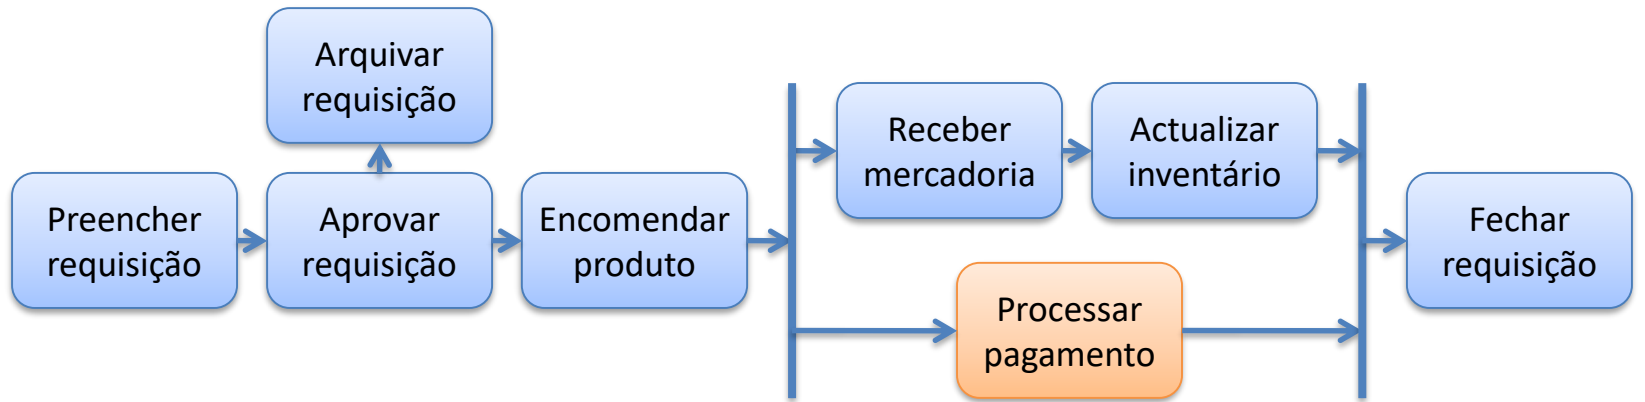 Arquivar
requisição
Preencher
requisição
Aprovar
requisição
Encomendar
produto
Receber
mercadoria
Actualizar
inventário
Processar
pagamento
Fechar
requisição